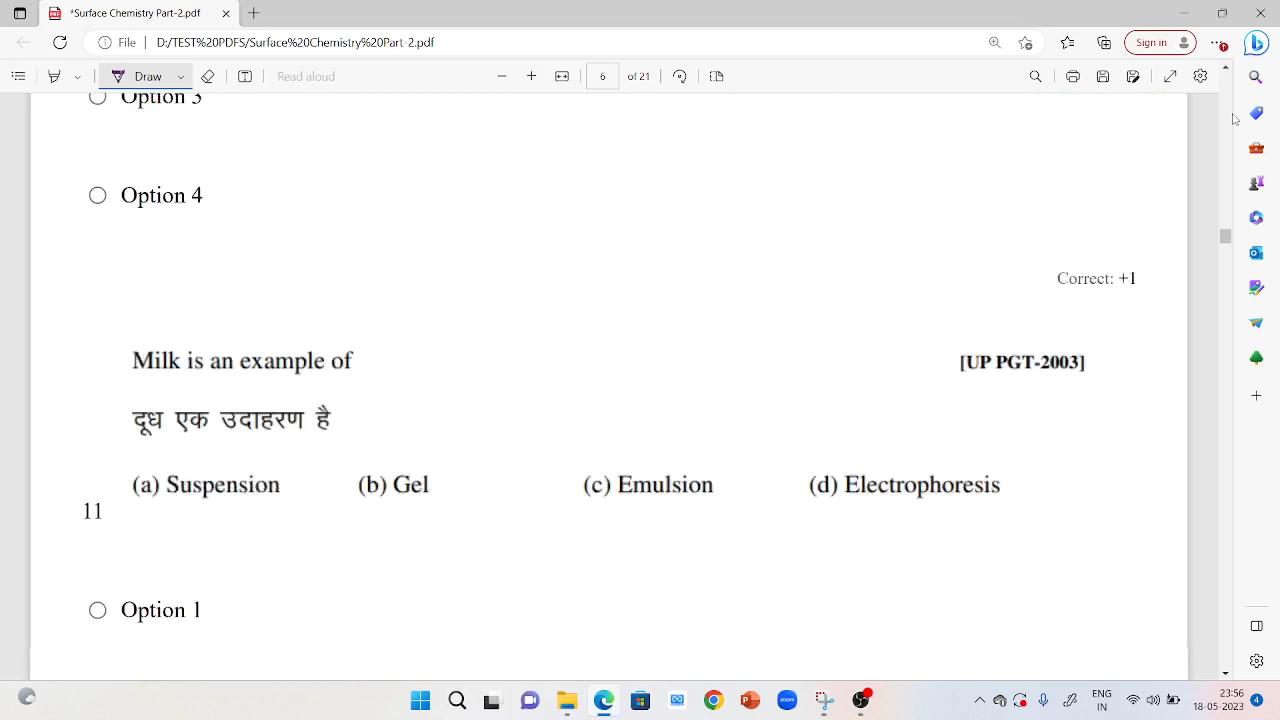 *Surface Chemistry Part-2.pdf
File
D:/TEST%20PDFS/Surface%20Chemistry%20Part-2.pdf
Sign in
Draw
Read aloud
6 of 21
Option 3
Option 4
Correct: +1
Milk is an example of [UP PGT-2003]
दूध एक उदाहरण है
(a) Suspension (b) Gel (c) Emulsion (d) Electrophoresis
11
Option 1
ENG
IN
23:56
18-05-2023
4